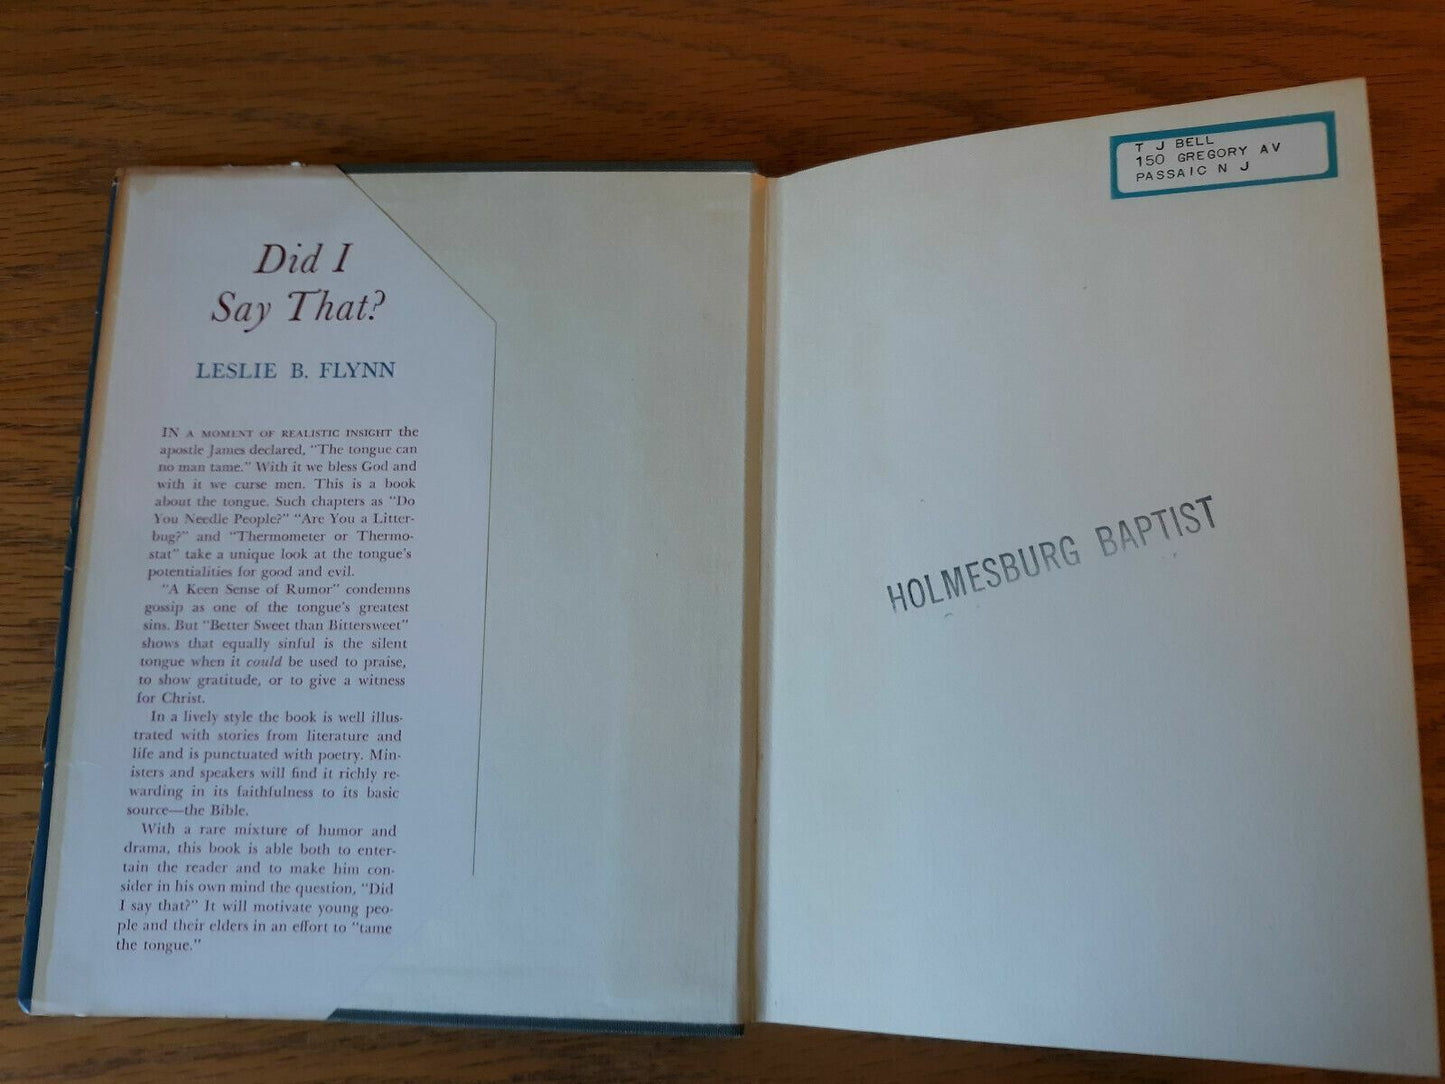 Did I
Say That?
LESLIE B. FLYNN
IN A MOMENT OF REALISTIC INSIGHT the
apostle James declared, "The tongue can
no man tame." With it we bless God and
with it we curse men. This is a book
about the tongue. Such chapters as "Do
You Needle People?" "Are You a Litter-
bug?" and "Thermometer or Thermo-
stat" take a unique look at the tongue's
potentialities for good and evil.
"A Keen Sense of Rumor" condemns
gossip as one of the tongue's greatest
sins. But "Better Sweet than Bittersweet"
shows that equally sinful is the silent
tongue when it could be used to praise,
to show gratitude, or to give a witness
for Christ.
In a lively style the book is well illus-
trated with stories from literature and
life and is punctuated with poetry. Min-
isters and speakers will find it richly re-
warding in its faithfulness to its basic
source—the Bible.
With a rare mixture of humor and
drama, this book is able both to enter-
tain the reader and to make him con-
sider in his own mind the question, "Did
I say that?" It will motivate young peo-
ple and their elders in an effort to "tame
the tongue."
T J BELL
150 GREGORY AV
PASSAIC N J
HOLMESBURG BAPTIST